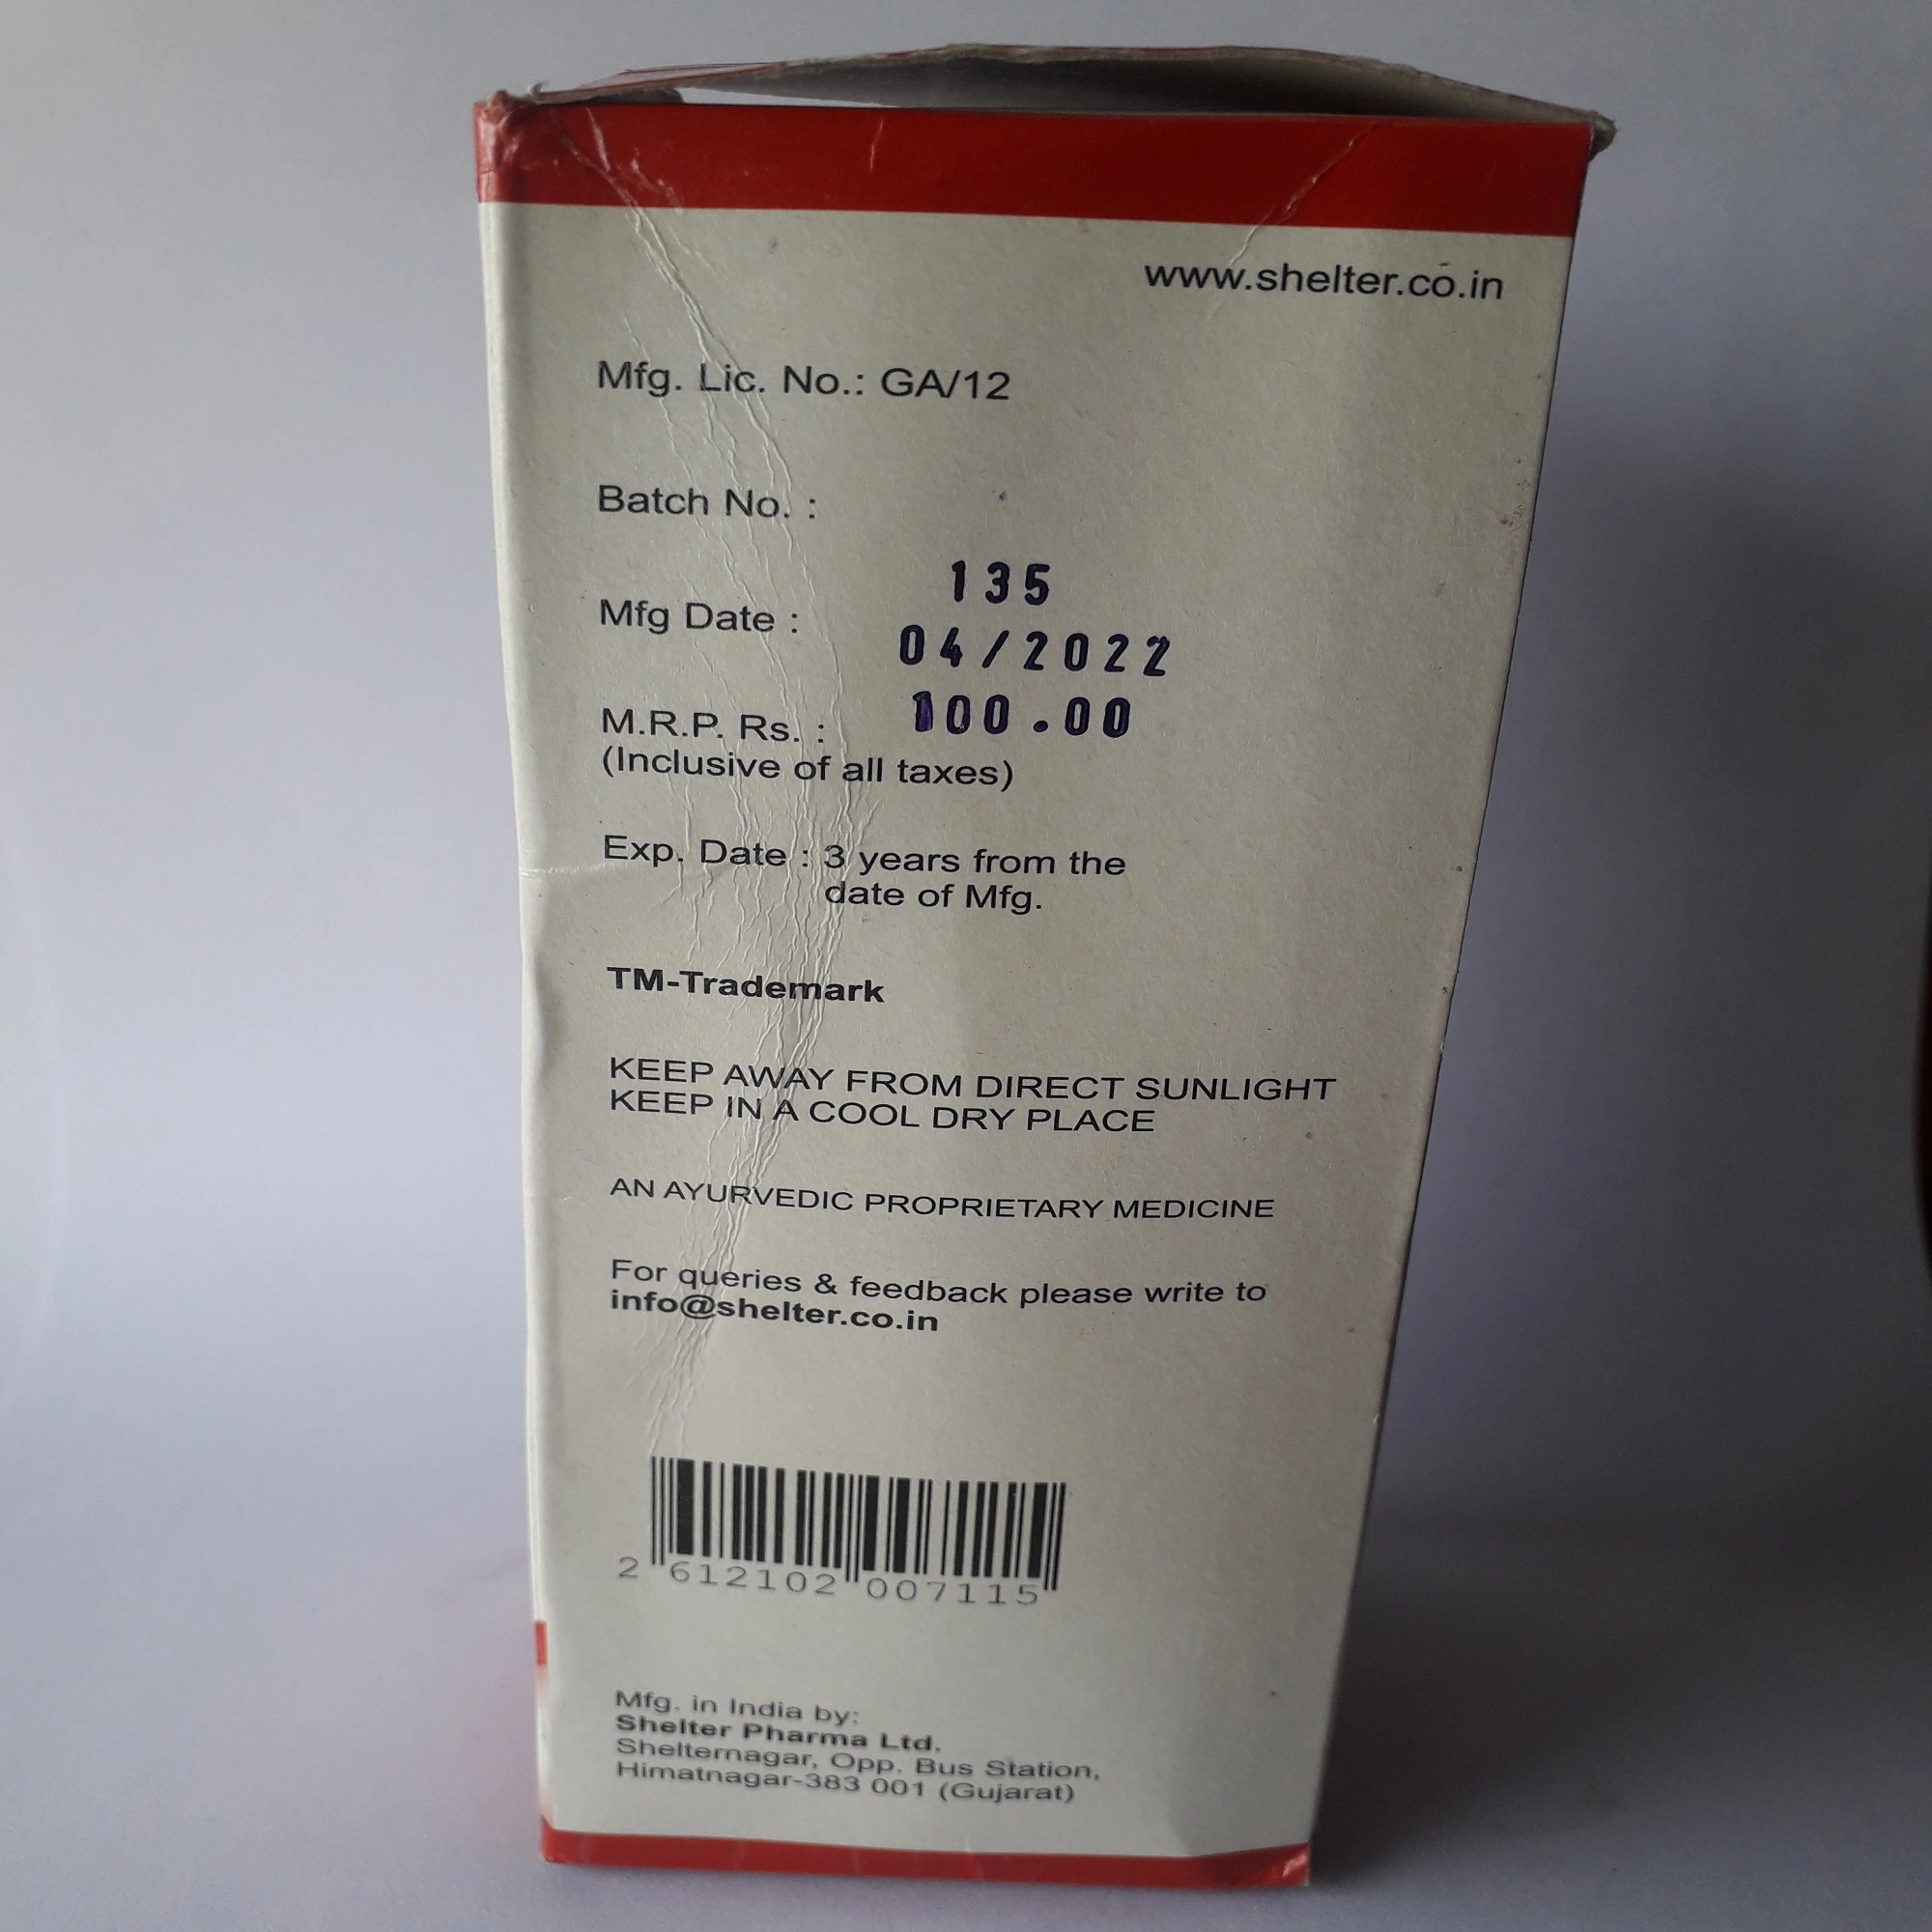 www.shelter.co.in
Mfg. Lic. No.: GA/12
Batch No. :
135
Mfg Date :
04/2022
M.R.P. Rs. : 100.00
(Inclusive of all taxes)
Exp. Date : 3 years from the
date of Mfg.
TM-Trademark
KEEP AWAY FROM DIRECT SUNLIGHT
KEEP IN A COOL DRY PLACE
AN AYURVEDIC PROPRIETARY MEDICINE
For queries & feedback please write to
info@shelter.co.in
2 612102 007115
Mfg. in India by:
Shelter Pharma Ltd.
Shelternagar, Opp. Bus Station,
Himatnagar-383 001 (Gujarat)